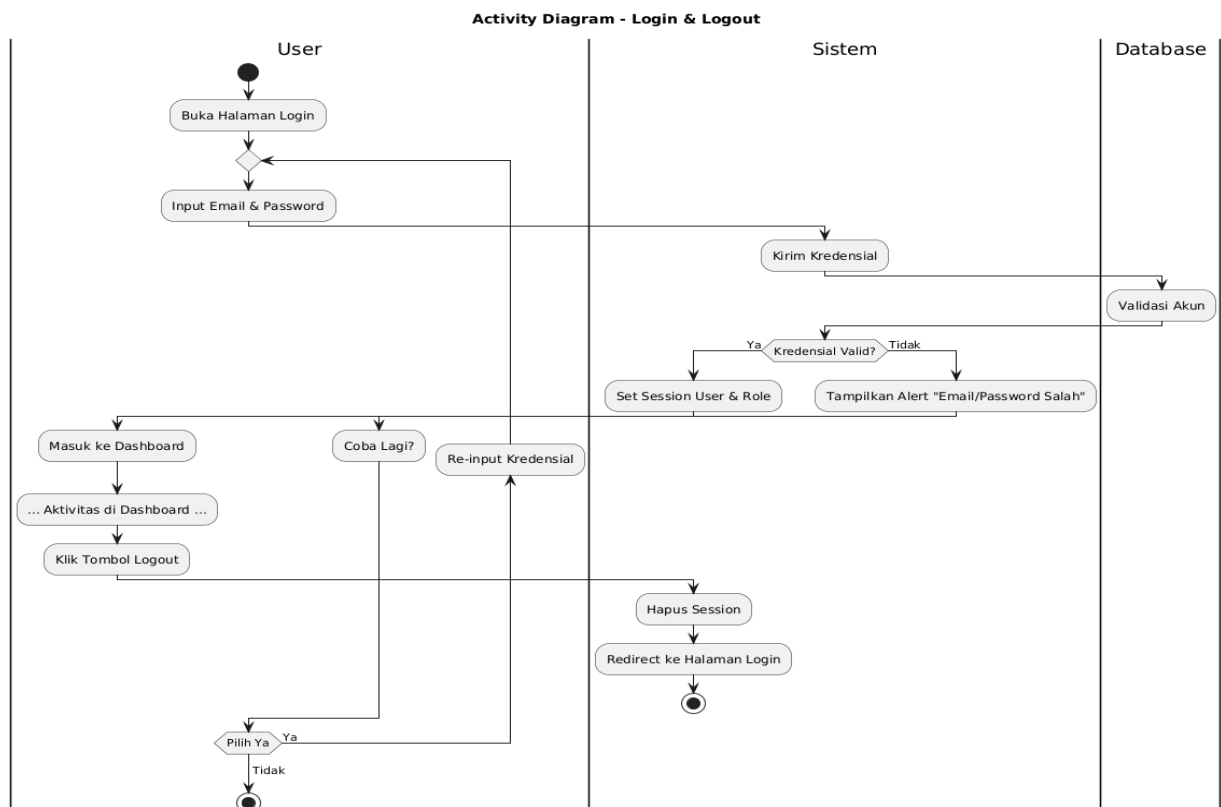 Activity Diagram - Login & Logout
User
Sistem
Database
Buka Halaman Login
Input Email & Password
Kirim Kredensial
Validasi Akun
Ya
Kredensial Valid?
Tidak
Set Session User & Role
Tampilkan Alert "Email/Password Salah"
Masuk ke Dashboard
Coba Lagi?
Re-input Kredensial
... Aktivitas di Dashboard ...
Klik Tombol Logout
Hapus Session
Redirect ke Halaman Login
Pilih Ya
Ya
Tidak